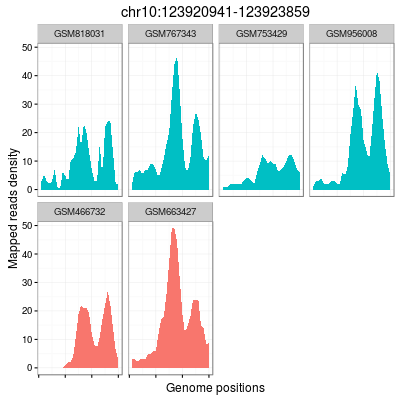 chr10:123920941-123923859
GSM818031 GSM767343 GSM753429 GSM956008
50
40
30
20
10
0
Mapped reads density
GSM466732 GSM663427
50
40
30
20
10
0
Genome positions